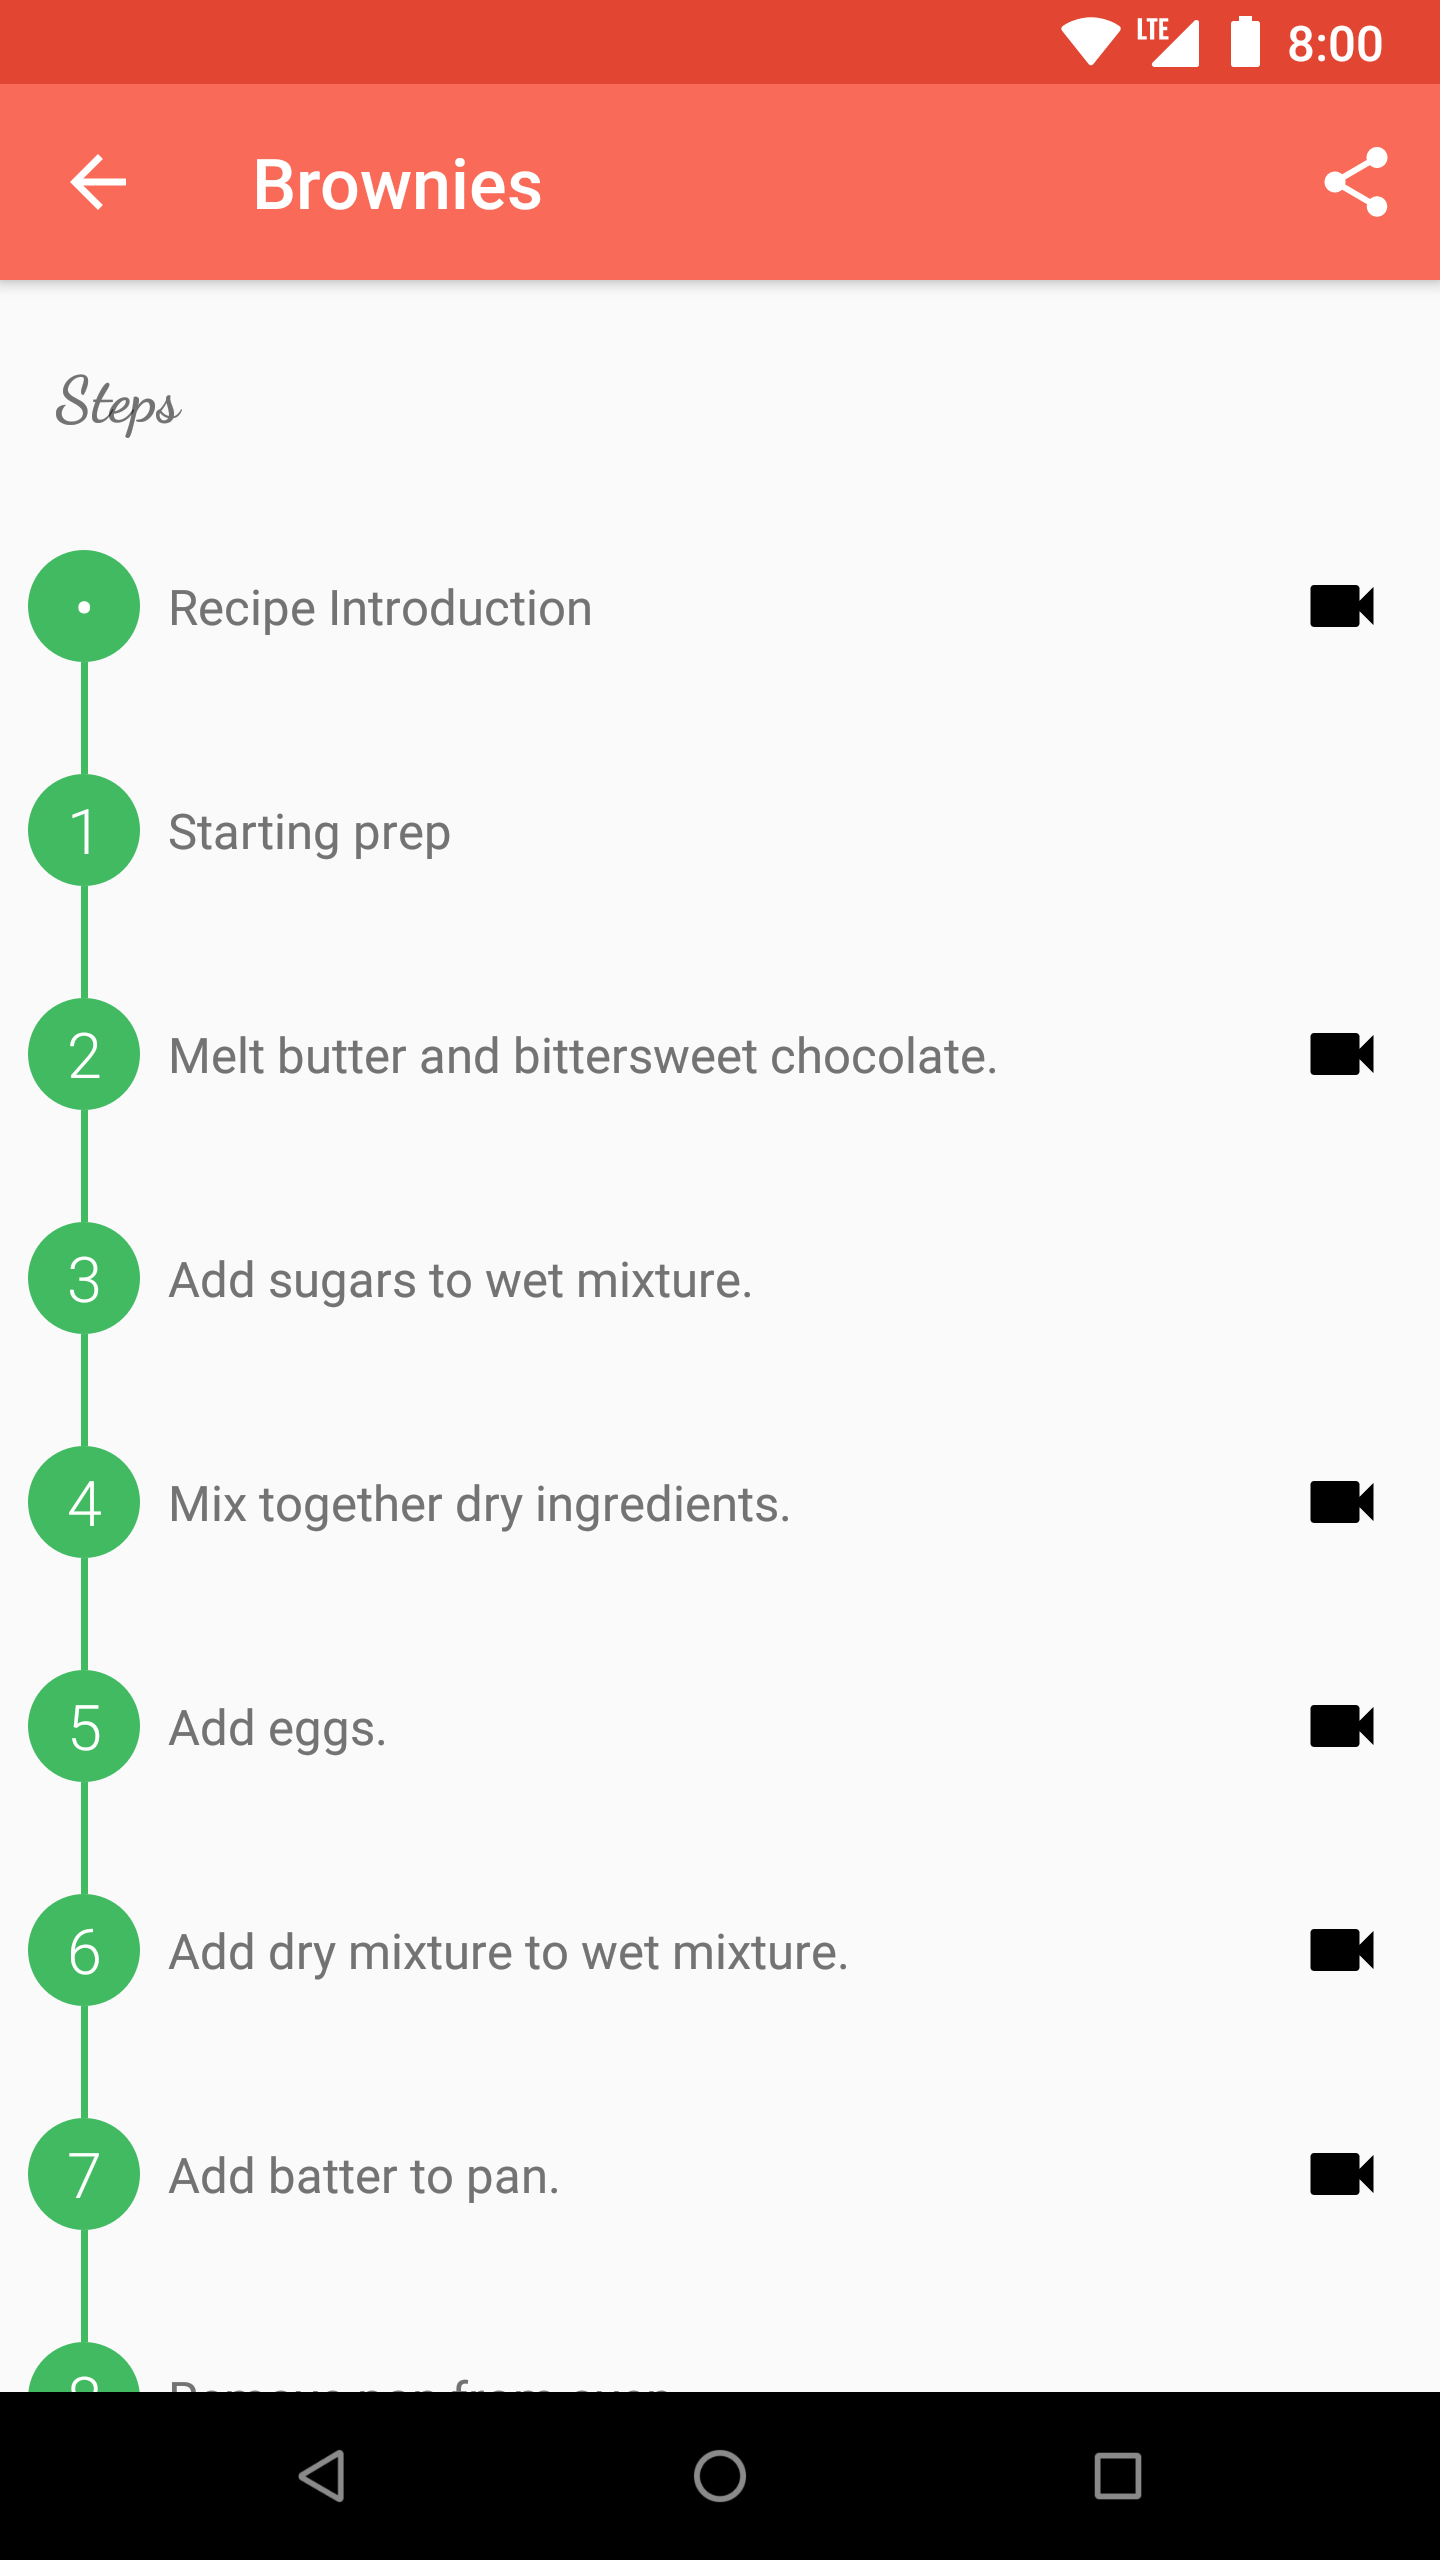 LTE 8:00
Brownies
Steps
Recipe Introduction
1 Starting prep
2 Melt butter and bittersweet chocolate.
3 Add sugars to wet mixture.
4 Mix together dry ingredients.
5 Add eggs.
6 Add dry mixture to wet mixture.
7 Add batter to pan.